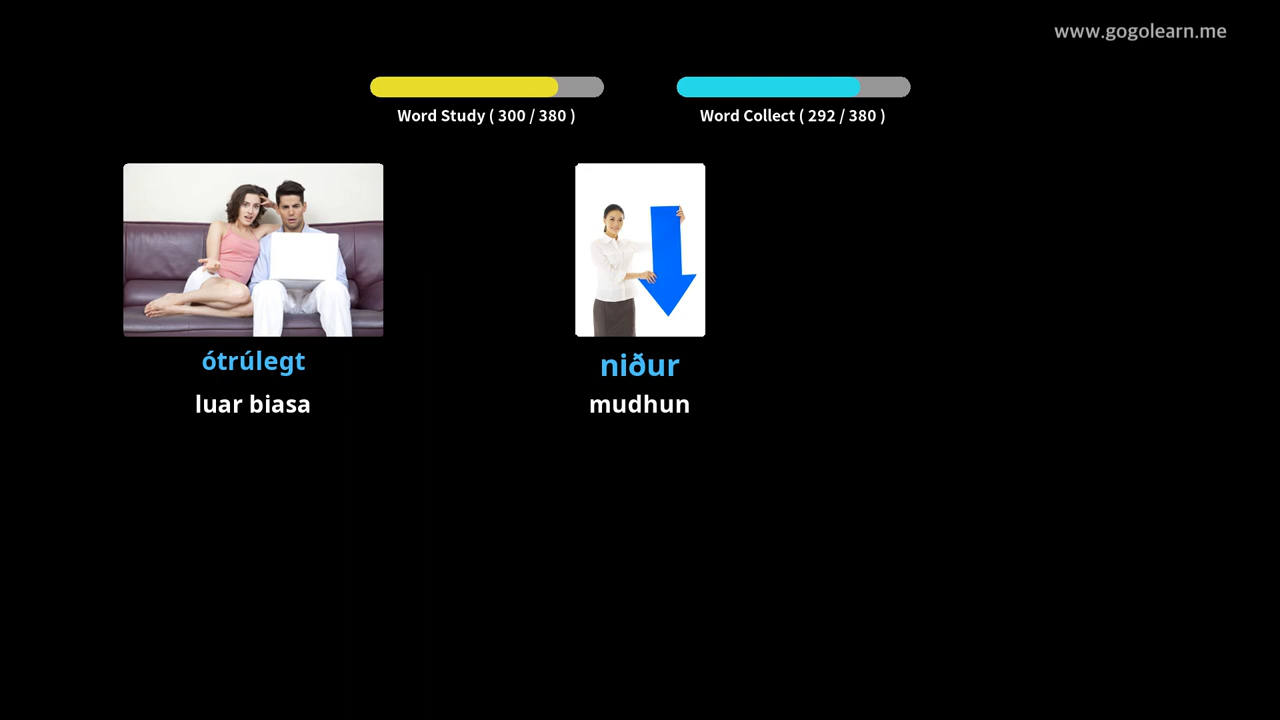 www.gogolearn.me
Word Study ( 300 / 380 )
Word Collect ( 292 / 380 )
ótrúlegt
luar biasa
niður
mudhun